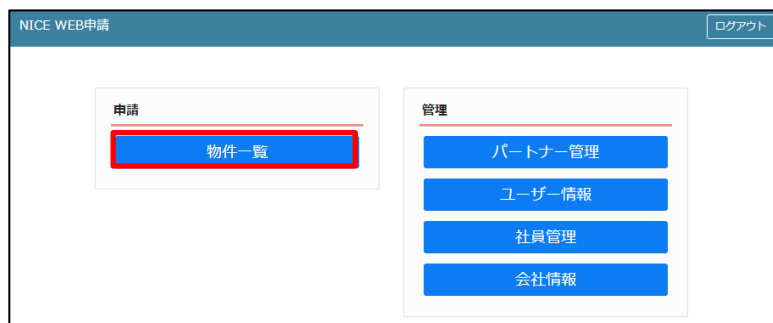 NICE WEB申請
ログアウト
申請
物件一覧
管理
パートナー管理
ユーザー情報
社員管理
会社情報